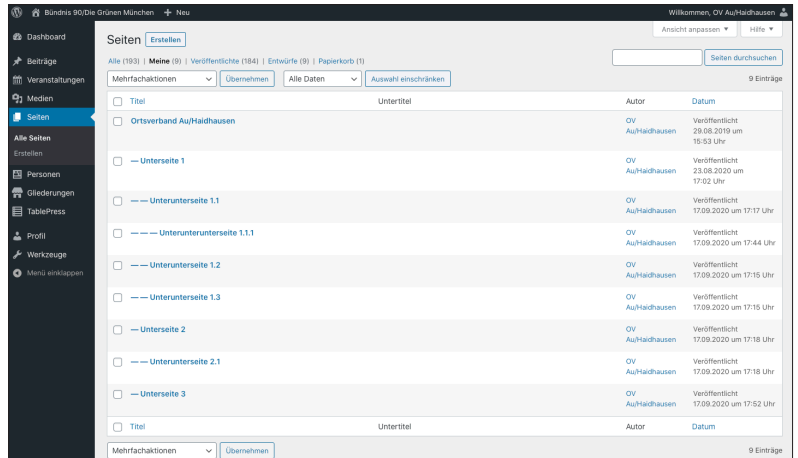 Bündnis 90/Die Grünen München + Neu Willkommen, OV Au/Haidhausen
Dashboard
Beiträge
Veranstaltungen
Medien
Seiten
Alle Seiten
Erstellen
Personen
Gliederungen
TablePress
Profil
Werkzeuge
Menü einklappen
Ansicht anpassen ▼ Hilfe ▼
Seiten Erstellen
Alle (193) | Meine (9) | Veröffentlichte (184) | Entwürfe (9) | Papierkorb (1)
Seiten durchsuchen
Mehrfachaktionen Übernehmen Alle Daten Auswahl einschränken 9 Einträge
Titel Untertitel Autor Datum
Ortsverband Au/Haidhausen OV Veröffentlicht
Au/Haidhausen 29.08.2019 um
15:53 Uhr
— Unterseite 1 OV Veröffentlicht
Au/Haidhausen 23.08.2020 um
17:02 Uhr
— — Unterunterseite 1.1 OV Veröffentlicht
Au/Haidhausen 17.09.2020 um 17:17 Uhr
— — — Unterunterunterseite 1.1.1 OV Veröffentlicht
Au/Haidhausen 17.09.2020 um 17:44 Uhr
— — Unterunterseite 1.2 OV Veröffentlicht
Au/Haidhausen 17.09.2020 um 17:15 Uhr
— — Unterunterseite 1.3 OV Veröffentlicht
Au/Haidhausen 17.09.2020 um 17:15 Uhr
— Unterseite 2 OV Veröffentlicht
Au/Haidhausen 17.09.2020 um 17:18 Uhr
— — Unterunterseite 2.1 OV Veröffentlicht
Au/Haidhausen 17.09.2020 um 17:18 Uhr
— Unterseite 3 OV Veröffentlicht
Au/Haidhausen 17.09.2020 um 17:52 Uhr
Titel Untertitel Autor Datum
Mehrfachaktionen Übernehmen 9 Einträge